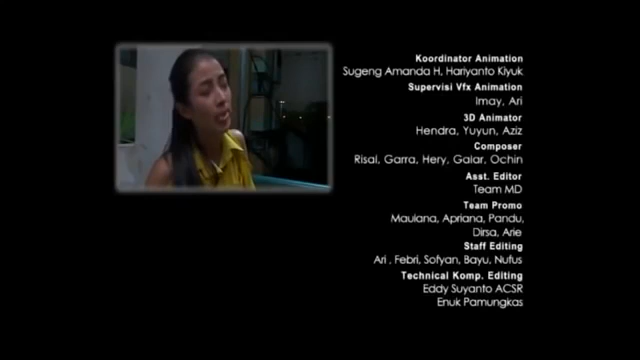 Koordinator Animation
Sugeng Amanda H, Hariyanto Kiyuk
Supervisi Vfx Animation
Imay, Ari
3D Animator
Hendra, Yuyun, Aziz
Composer
Risal, Garra, Hery, Galar, Ochin
Asst. Editor
Team MD
Team Promo
Maulana, Apriana, Pandu,
Dirsa, Arie
Staff Editing
Ari . Febri, Sofyan, Bayu, Nufus
Technical Komp. Editing
Eddy Suyanto ACSR
Enuk Pamungkas